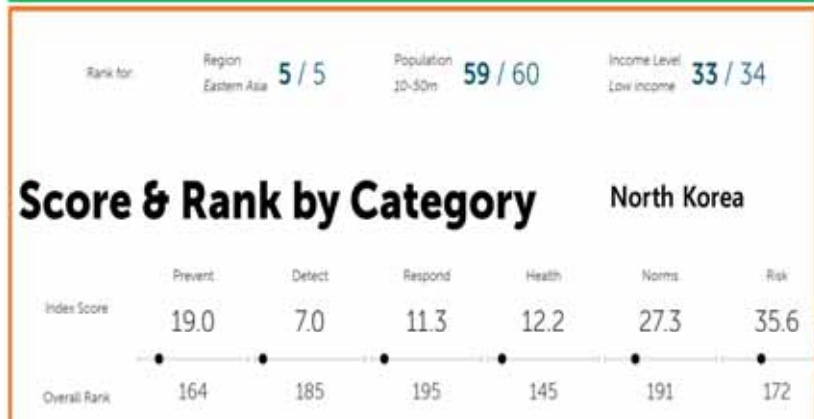 Rank for
Region
Eastern Asia
5 / 5
Population
10-50m
59 / 60
Income Level
Low income
33 / 34
Score & Rank by Category
North Korea
Prevent Detect Respond Health Norms Risk
Index Score 19.0 7.0 11.3 12.2 27.3 35.6
Overall Rank 164 185 195 145 191 172